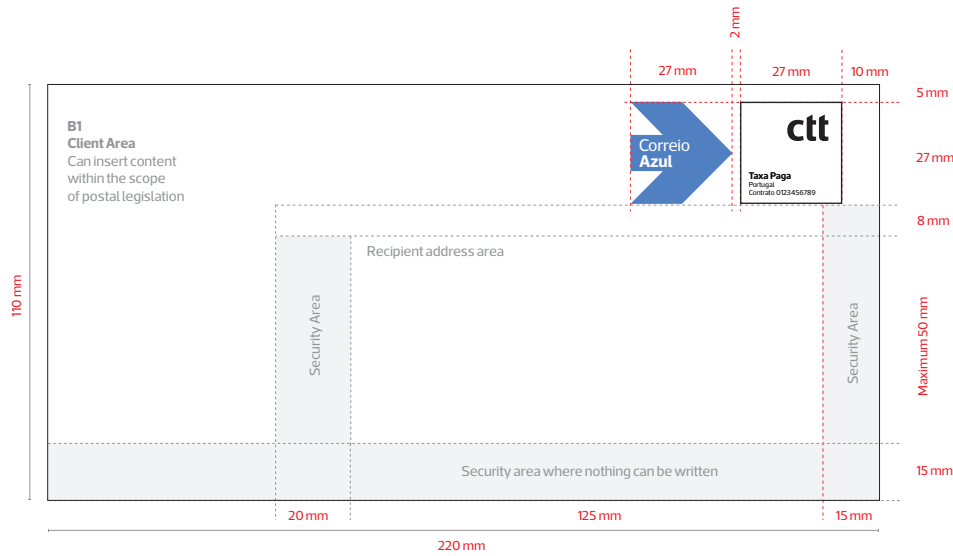 2 mm
27 mm
27 mm
10 mm
5 mm
B1
Client Area
Can insert content
within the scope
of postal legislation
ctt
Correio
Azul
27 mm
Taxa Paga
Portugal
Contrato 0123456789
8 mm
Recipient address area
110 mm
Security Area
Security Area
Maximum 50 mm
Security area where nothing can be written
15 mm
20 mm
125 mm
15 mm
220 mm